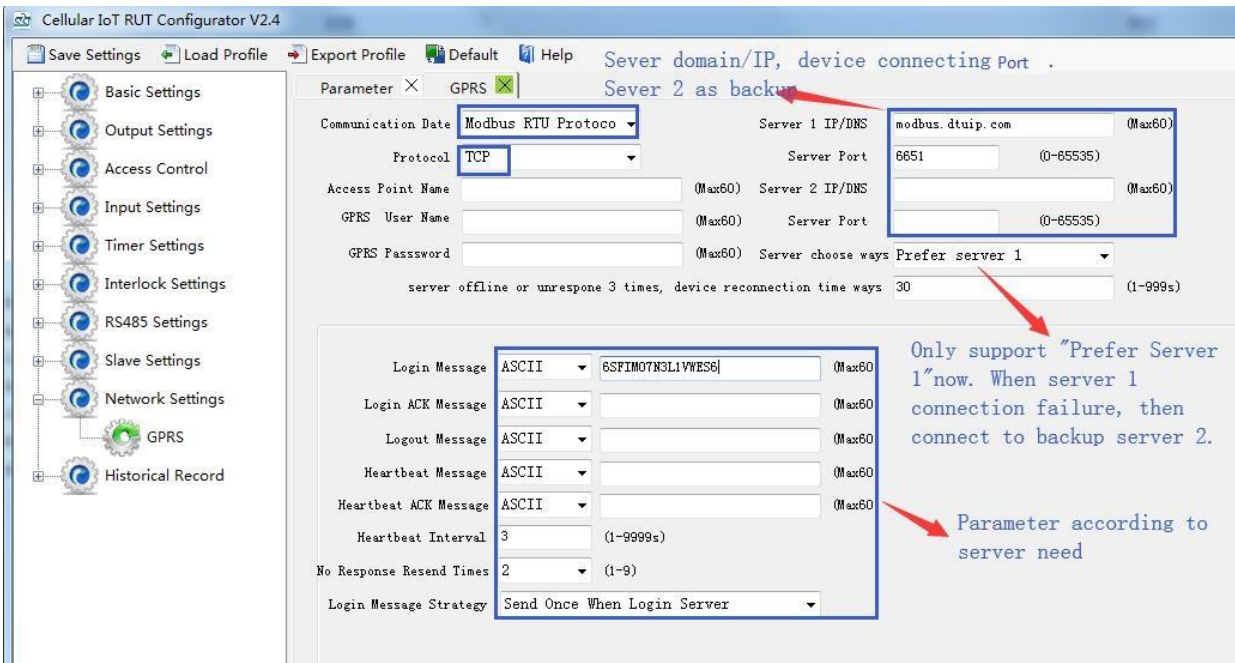 Cellular IoT RUT Configurator V2.4
Save Settings Load Profile Export Profile Default Help
Sever domain/IP, device connecting Port .
Sever 2 as backup
Basic Settings
Output Settings
Access Control
Input Settings
Timer Settings
Interlock Settings
RS485 Settings
Slave Settings
Network Settings
GPRS
Historical Record
Parameter GPRS
Communication Date Modbus RTU Protoco Server 1 IP/DNS modbus.dtuip.com (Max60)
Protocol TCP Server Port 6651 (0-65535)
Access Point Name (Max60) Server 2 IP/DNS (Max60)
GPRS User Name (Max60) Server Port (0-65535)
GPRS Passsword (Max60) Server choose ways Prefer server 1
server offline or unrespone 3 times, device reconnection time ways 30 (1-999s)
Login Message ASCII 6SFIMO7N3L1VWES6 (Max60
Login ACK Message ASCII (Max60
Logout Message ASCII (Max60
Heartbeat Message ASCII (Max60
Heartbeat ACK Message ASCII (Max60
Heartbeat Interval 3 (1-9999s)
No Response Resend Times 2 (1-9)
Login Message Strategy Send Once When Login Server
Only support "Prefer Server
1"now. When server 1
connection failure, then
connect to backup server 2.
Parameter according to
server need